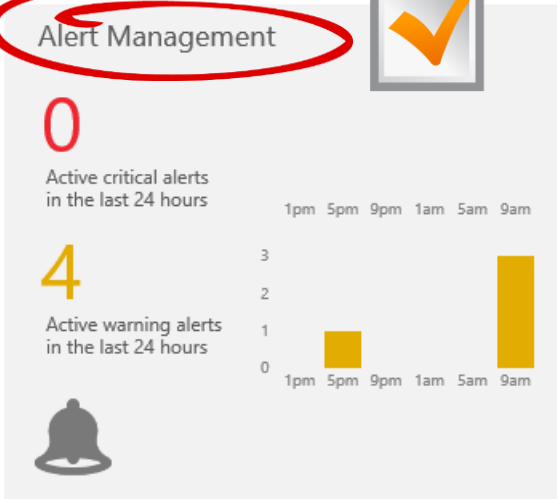 Alert Management
0
Active critical alerts
in the last 24 hours
1pm 5pm 9pm 1am 5am 9am
4
Active warning alerts
in the last 24 hours
3
2
1
0
1pm 5pm 9pm 1am 5am 9am